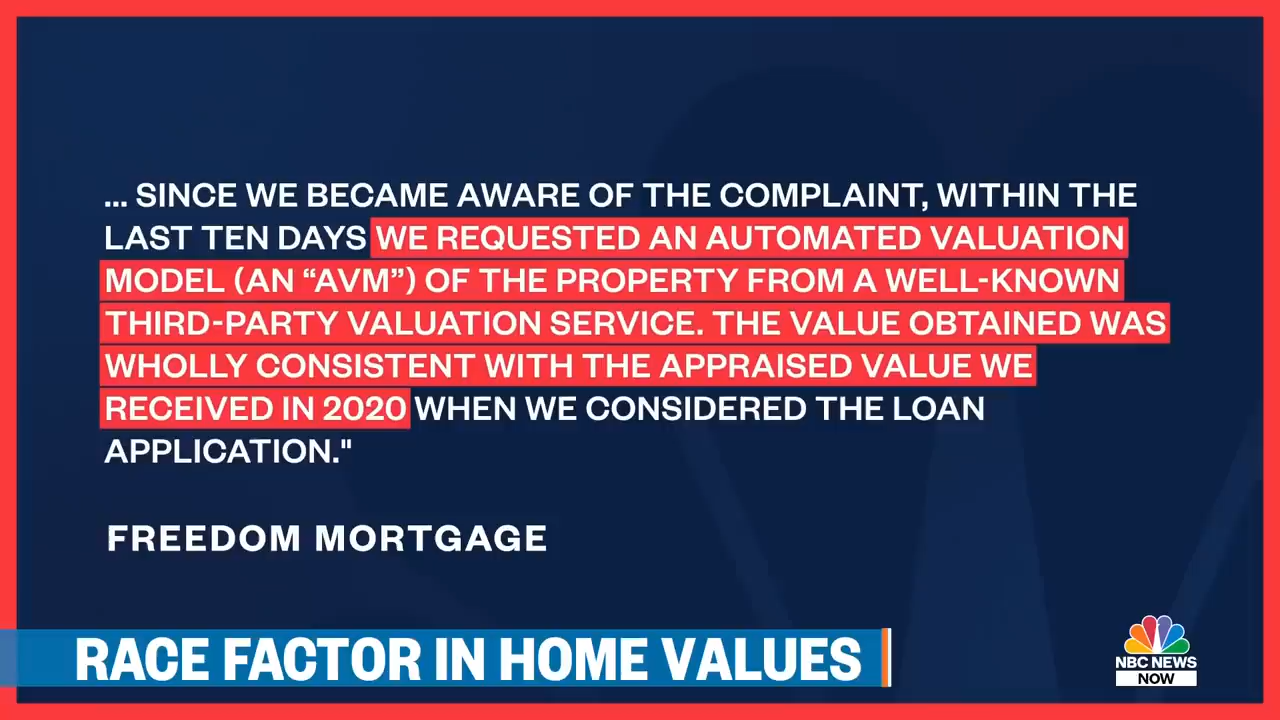 ... SINCE WE BECAME AWARE OF THE COMPLAINT, WITHIN THE
LAST TEN DAYS WE REQUESTED AN AUTOMATED VALUATION
MODEL (AN “AVM”) OF THE PROPERTY FROM A WELL-KNOWN
THIRD-PARTY VALUATION SERVICE. THE VALUE OBTAINED WAS
WHOLLY CONSISTENT WITH THE APPRAISED VALUE WE
RECEIVED IN 2020 WHEN WE CONSIDERED THE LOAN
APPLICATION."
FREEDOM MORTGAGE
RACE FACTOR IN HOME VALUES
NBC NEWS
NOW